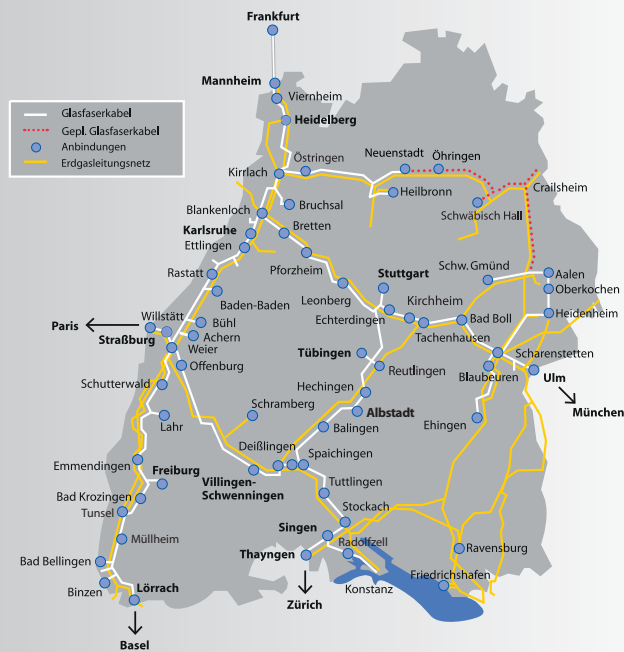 Frankfurt
Mannheim
Viernheim
Glasfaserkabel
Gepl. Glasfaserkabel
Anbindungen
Erdgasleitungsnetz
Heidelberg
Neuenstadt
Öhringen
Östringen
Kirrlach
Crailsheim
Heilbronn
Bruchsal
Blankenloch
Schwäbisch Hall
Karlsruhe
Bretten
Ettlingen
Pforzheim
Stuttgart
Schw. Gmünd
Aalen
Rastatt
Oberkochen
Leonberg
Kirchheim
Baden-Baden
Echterdingen
Bad Boll
Heidenheim
Willstätt
Bühl
Paris
Achern
Tachenhausen
Straßburg
Weier
Tübingen
Scharenstetten
Offenburg
Reutlingen
Blaubeuren
Ulm
Schutterwald
Hechingen
Schramberg
Albstadt
München
Lahr
Balingen
Ehingen
Deißlingen
Spaichingen
Emmendingen
Freiburg
Villingen-
Schwenningen
Tuttlingen
Bad Krozingen
Stockach
Tunsel
Singen
Müllheim
Radolfzell
Ravensburg
Thayngen
Bad Bellingen
Friedrichshafen
Binzen
Lörrach
Konstanz
Zürich
Basel